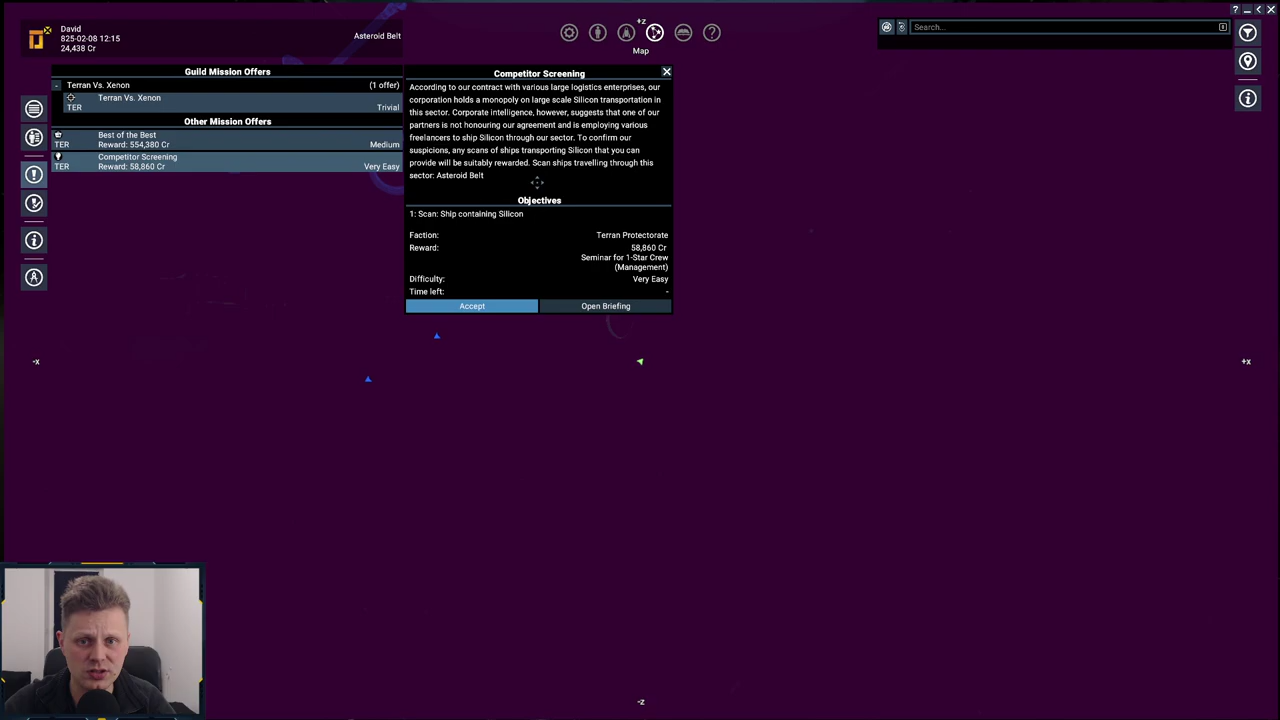 David
825-02-08 12:15
24,438 Cr
Asteroid Belt
+z
Map
Search...
?
Guild Mission Offers
Terran Vs. Xenon (1 offer)
Terran Vs. Xenon
TER Trivial
Other Mission Offers
Best of the Best
TER Reward: 554,380 Cr Medium
Competitor Screening
TER Reward: 58,860 Cr Very Easy
Competitor Screening
According to our contract with various large logistics enterprises, our
corporation holds a monopoly on large scale Silicon transportation in
this sector. Corporate intelligence, however, suggests that one of our
partners is not honouring our agreement and is employing various
freelancers to ship Silicon through our sector. To confirm our
suspicions, any scans of ships transporting Silicon that you can
provide will be suitably rewarded. Scan ships travelling through this
sector: Asteroid Belt
Objectives
1: Scan: Ship containing Silicon
Faction: Terran Protectorate
Reward: 58,860 Cr
Seminar for 1-Star Crew
(Management)
Difficulty: Very Easy
Time left: -
Accept Open Briefing
-x
+x
-z